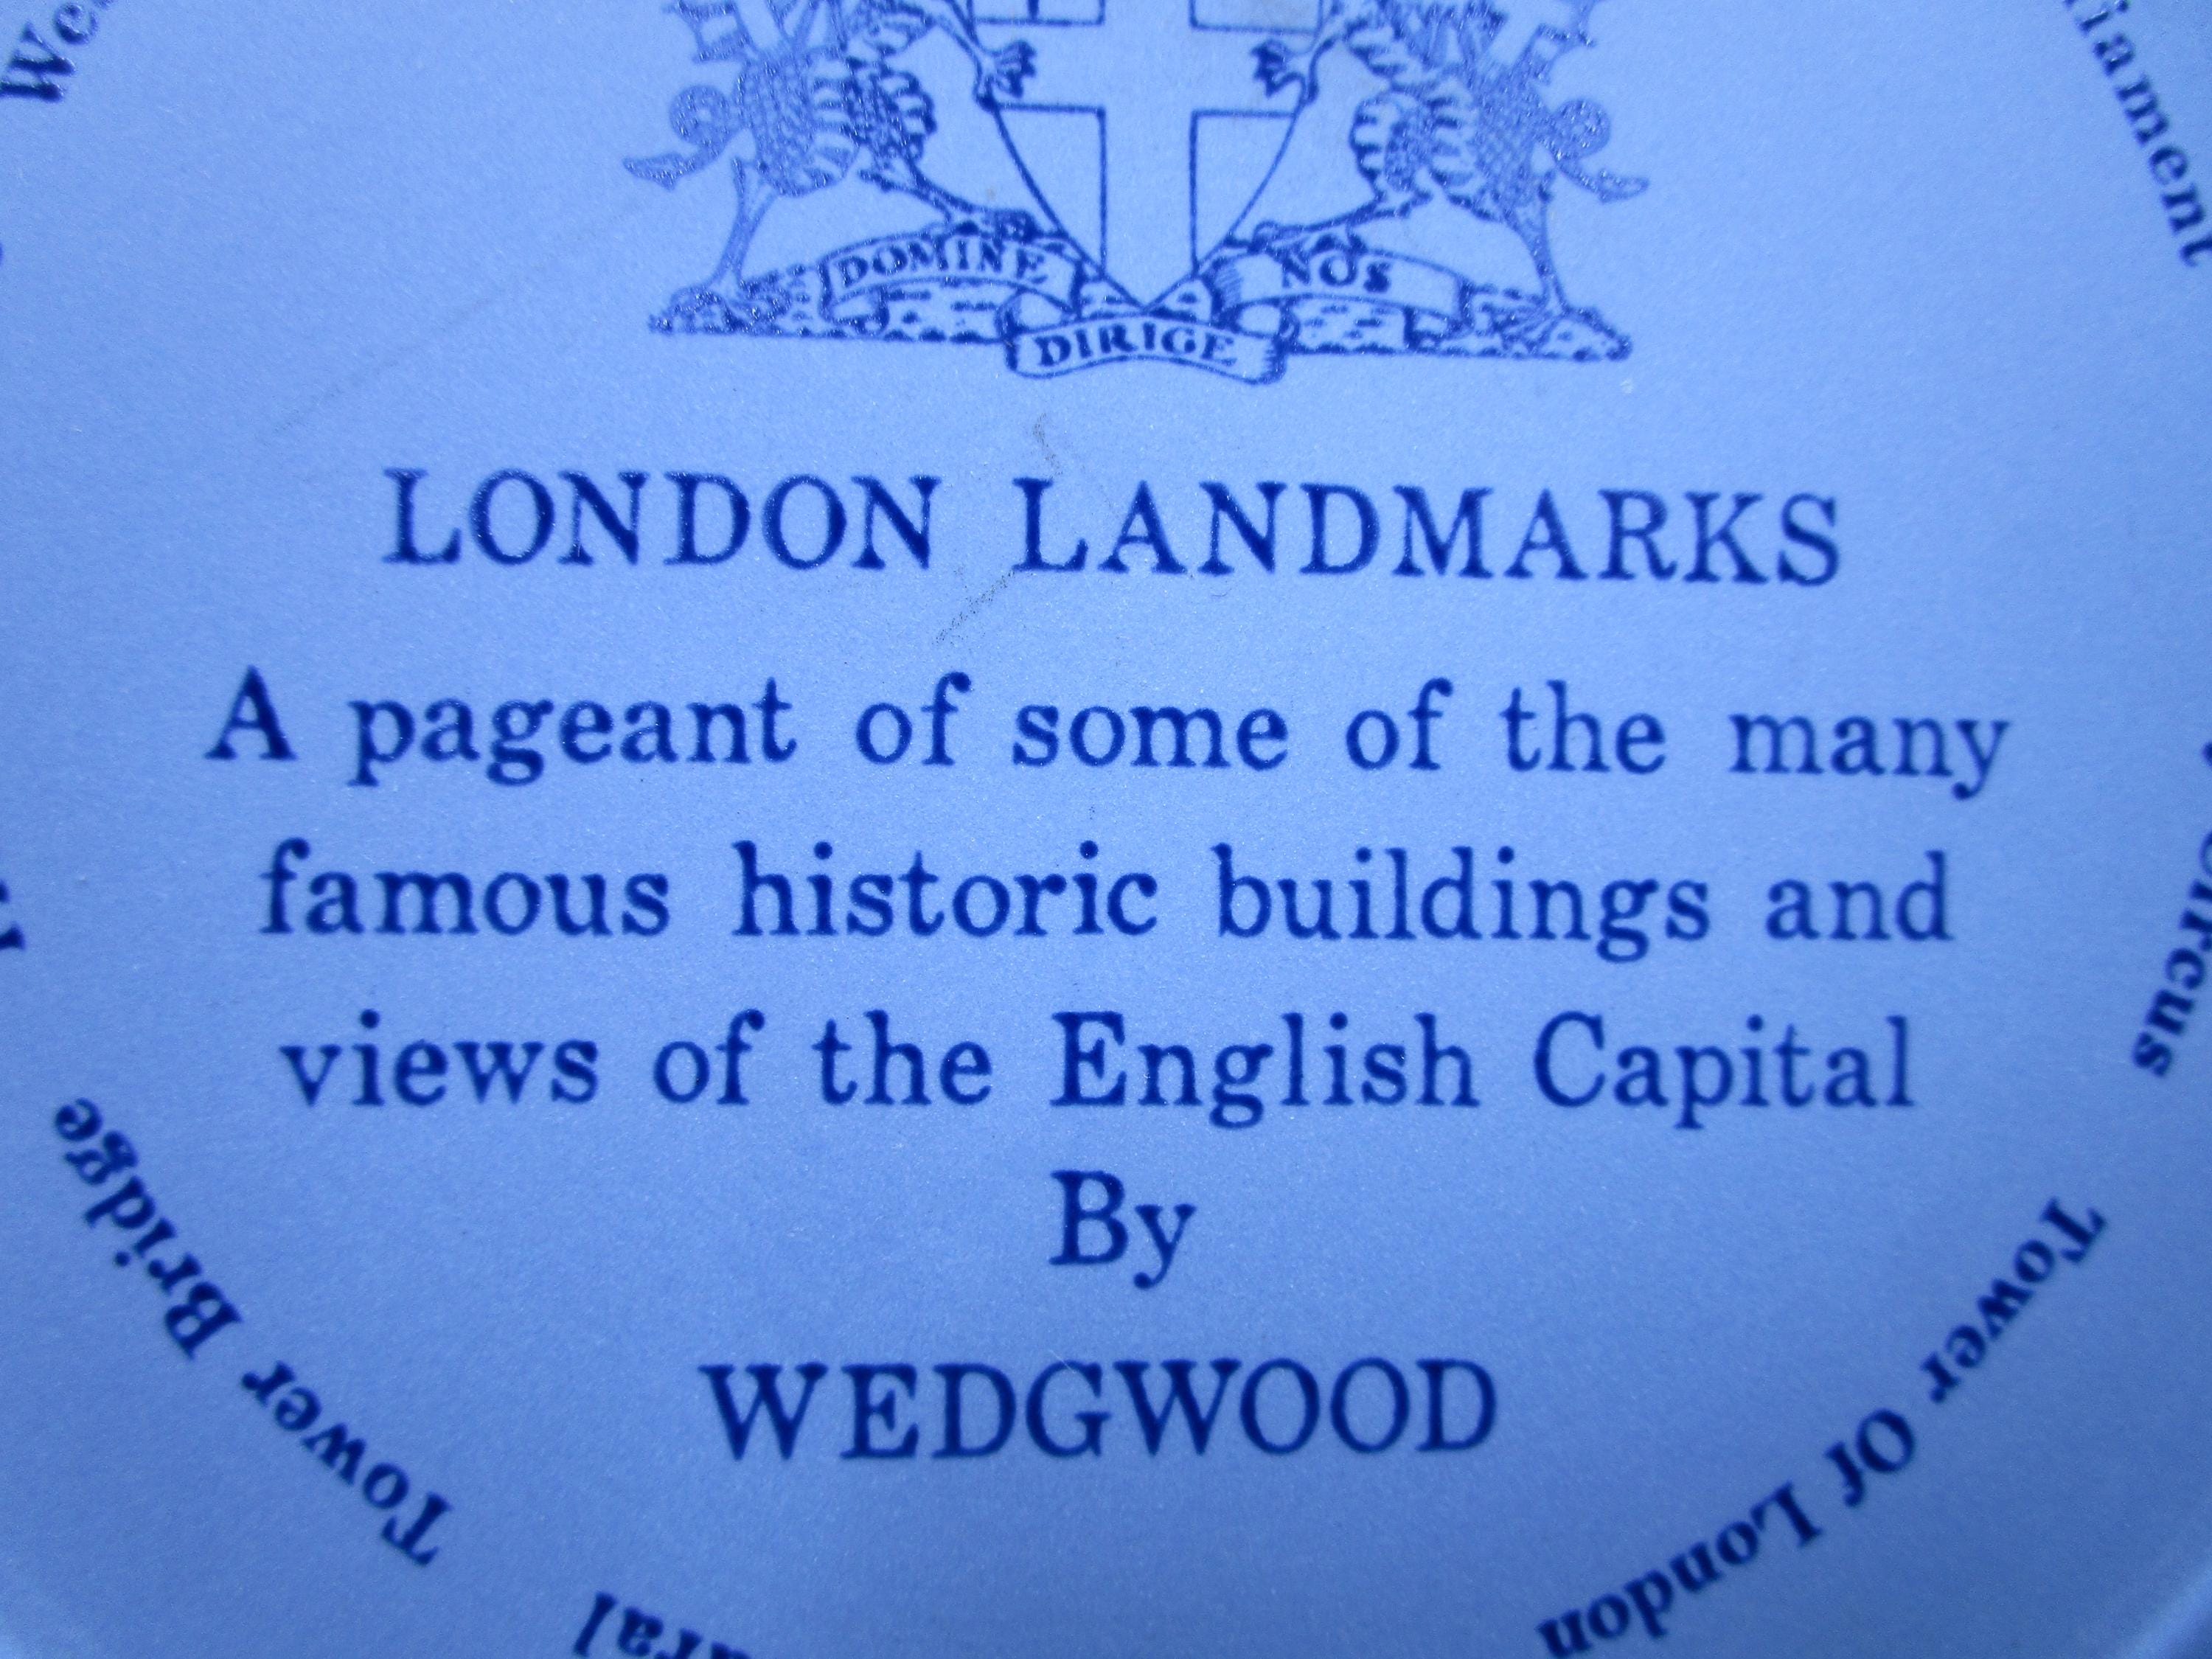 DOMINE NOS
DIRIGE
LONDON LANDMARKS
A pageant of some of the many
famous historic buildings and
views of the English Capital
By
WEDGWOOD
Tower Of London
Tower Bridge